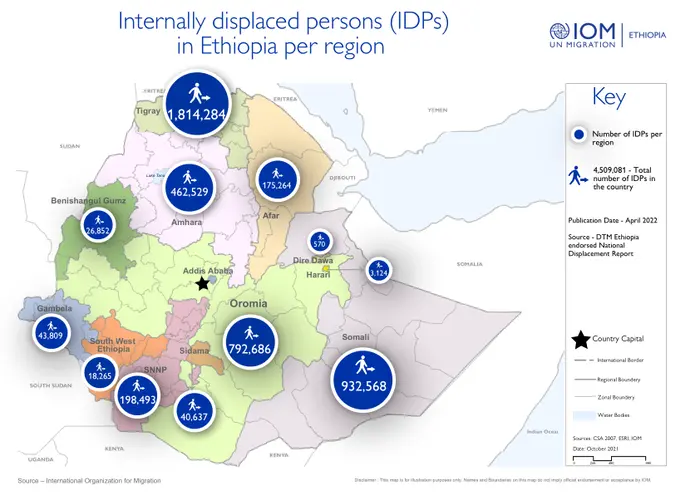 Internally displaced persons (IDPs)
in Ethiopia per region
IOM
UN MIGRATION
ETHIOPIA
ERITREA
ERITREA
YEMEN
SUDAN
Tigray
1,814,284
Key
Number of IDPs per
region
4,509,081 - Total
number of IDPs in
the country
Publication Date - April 2022
Source - DTM Ethiopia
endorsed National
Displacement Report
462,529
Amhara
175,264
Afar
DJIBOUTI
Benishangul Gumz
26,852
570
Dire Dawa
Harari
3,124
SOMALIA
Addis Ababa
Oromia
Gambela
43,809
South West
Ethiopia
Sidama
792,686
Somali
932,568
18,265
SNNP
198,493
40,637
SOUTH SUDAN
UGANDA
KENYA
KENYA
Indian Ocean
Country Capital
International Border
Regional Boundary
Zonal Boundary
Water Bodies
Sources: CSA 2007, ESRI, IOM
Date: October 2021
Source – International Organization for Migration
Disclaimer : This map is for illustration purposes only. Names and Boundaries on this map do not imply official endorsement or acceptance by IOM.